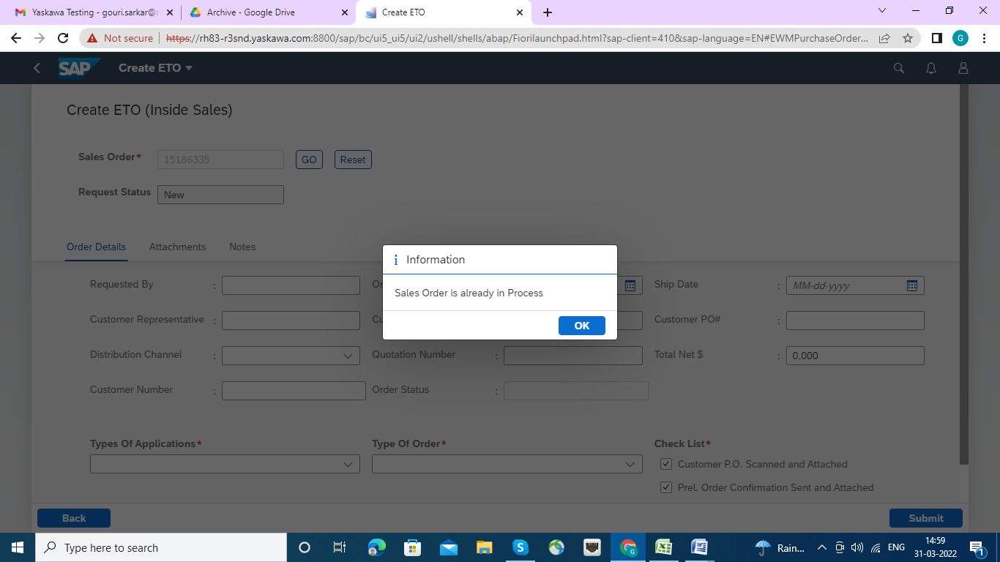 Yaskawa Testing - gouri.sarkar@
Archive - Google Drive
Create ETO
Not secure
https://rh83-r3snd.yaskawa.com:8800/sap/bc/ui5_ui5/ui2/ushell/shells/abap/Fiorilaunchpad.html?sap-client=410&sap-language=EN#EWMPurchaseOrder...
G
SAP
Create ETO
Create ETO (Inside Sales)
Sales Order*
15186335
GO
Reset
Request Status
New
Order Details
Attachments
Notes
Information
Sales Order is already in Process
OK
Requested By :
Ship Date : MM-dd-yyyy
Customer Representative :
Customer PO# :
Distribution Channel :
Quotation Number :
Total Net $ : 0.000
Customer Number :
Order Status :
Types Of Applications*
Type Of Order*
Check List*
Customer P.O. Scanned and Attached
Prel. Order Confirmation Sent and Attached
Back
Submit
Type here to search
Rain...
ENG
14:59
31-03-2022
1